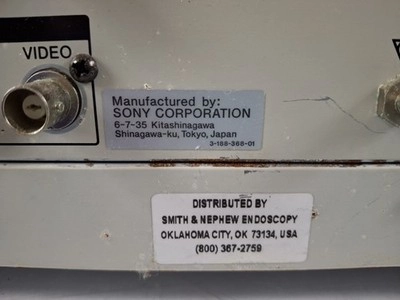 VIDEO
Manufactured by:
SONY CORPORATION
6-7-35 Kitashinagawa
Shinagawa-ku, Tokyo, Japan
3-188-368-01
DISTRIBUTED BY
SMITH & NEPHEW ENDOSCOPY
OKLAHOMA CITY, OK 73134, USA
(800) 367-2759